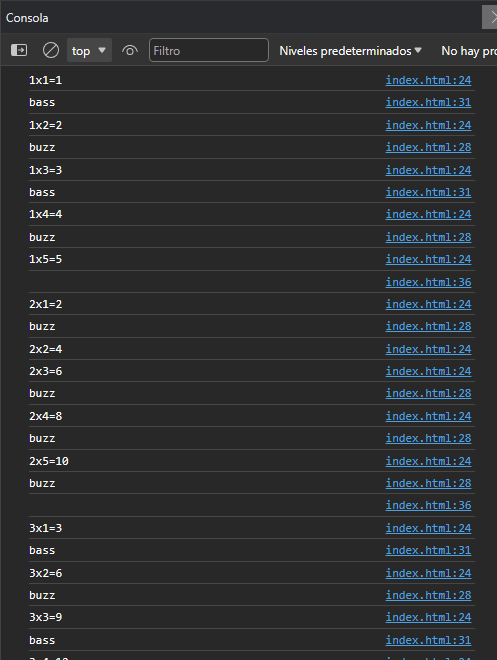 Consola
top Filtro Niveles predeterminados No hay pro
1x1=1 index.html:24
bass index.html:31
1x2=2 index.html:24
buzz index.html:28
1x3=3 index.html:24
bass index.html:31
1x4=4 index.html:24
buzz index.html:28
1x5=5 index.html:24
index.html:36
2x1=2 index.html:24
buzz index.html:28
2x2=4 index.html:24
2x3=6 index.html:24
buzz index.html:28
2x4=8 index.html:24
buzz index.html:28
2x5=10 index.html:24
buzz index.html:28
index.html:36
3x1=3 index.html:24
bass index.html:31
3x2=6 index.html:24
buzz index.html:28
3x3=9 index.html:24
bass index.html:31